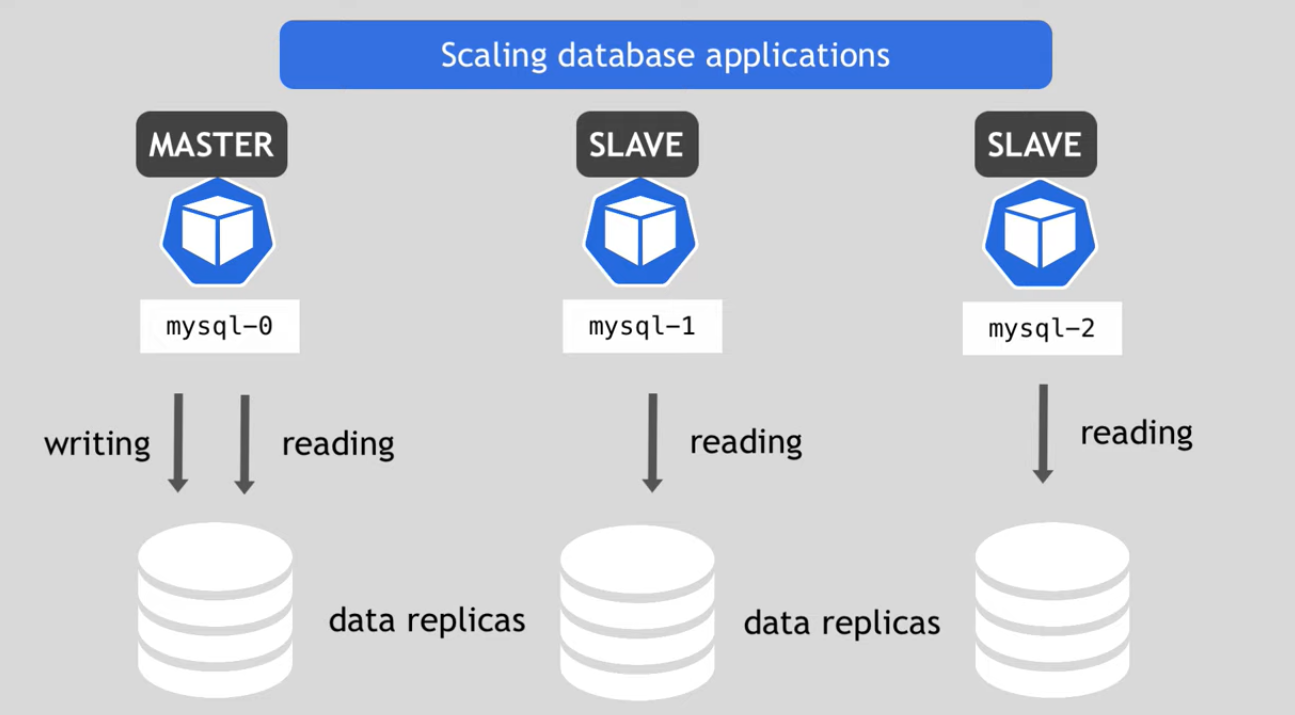 Scaling database applications
MASTER
SLAVE
SLAVE
mysql-0
mysql-1
mysql-2
writing
reading
reading
reading
data replicas
data replicas